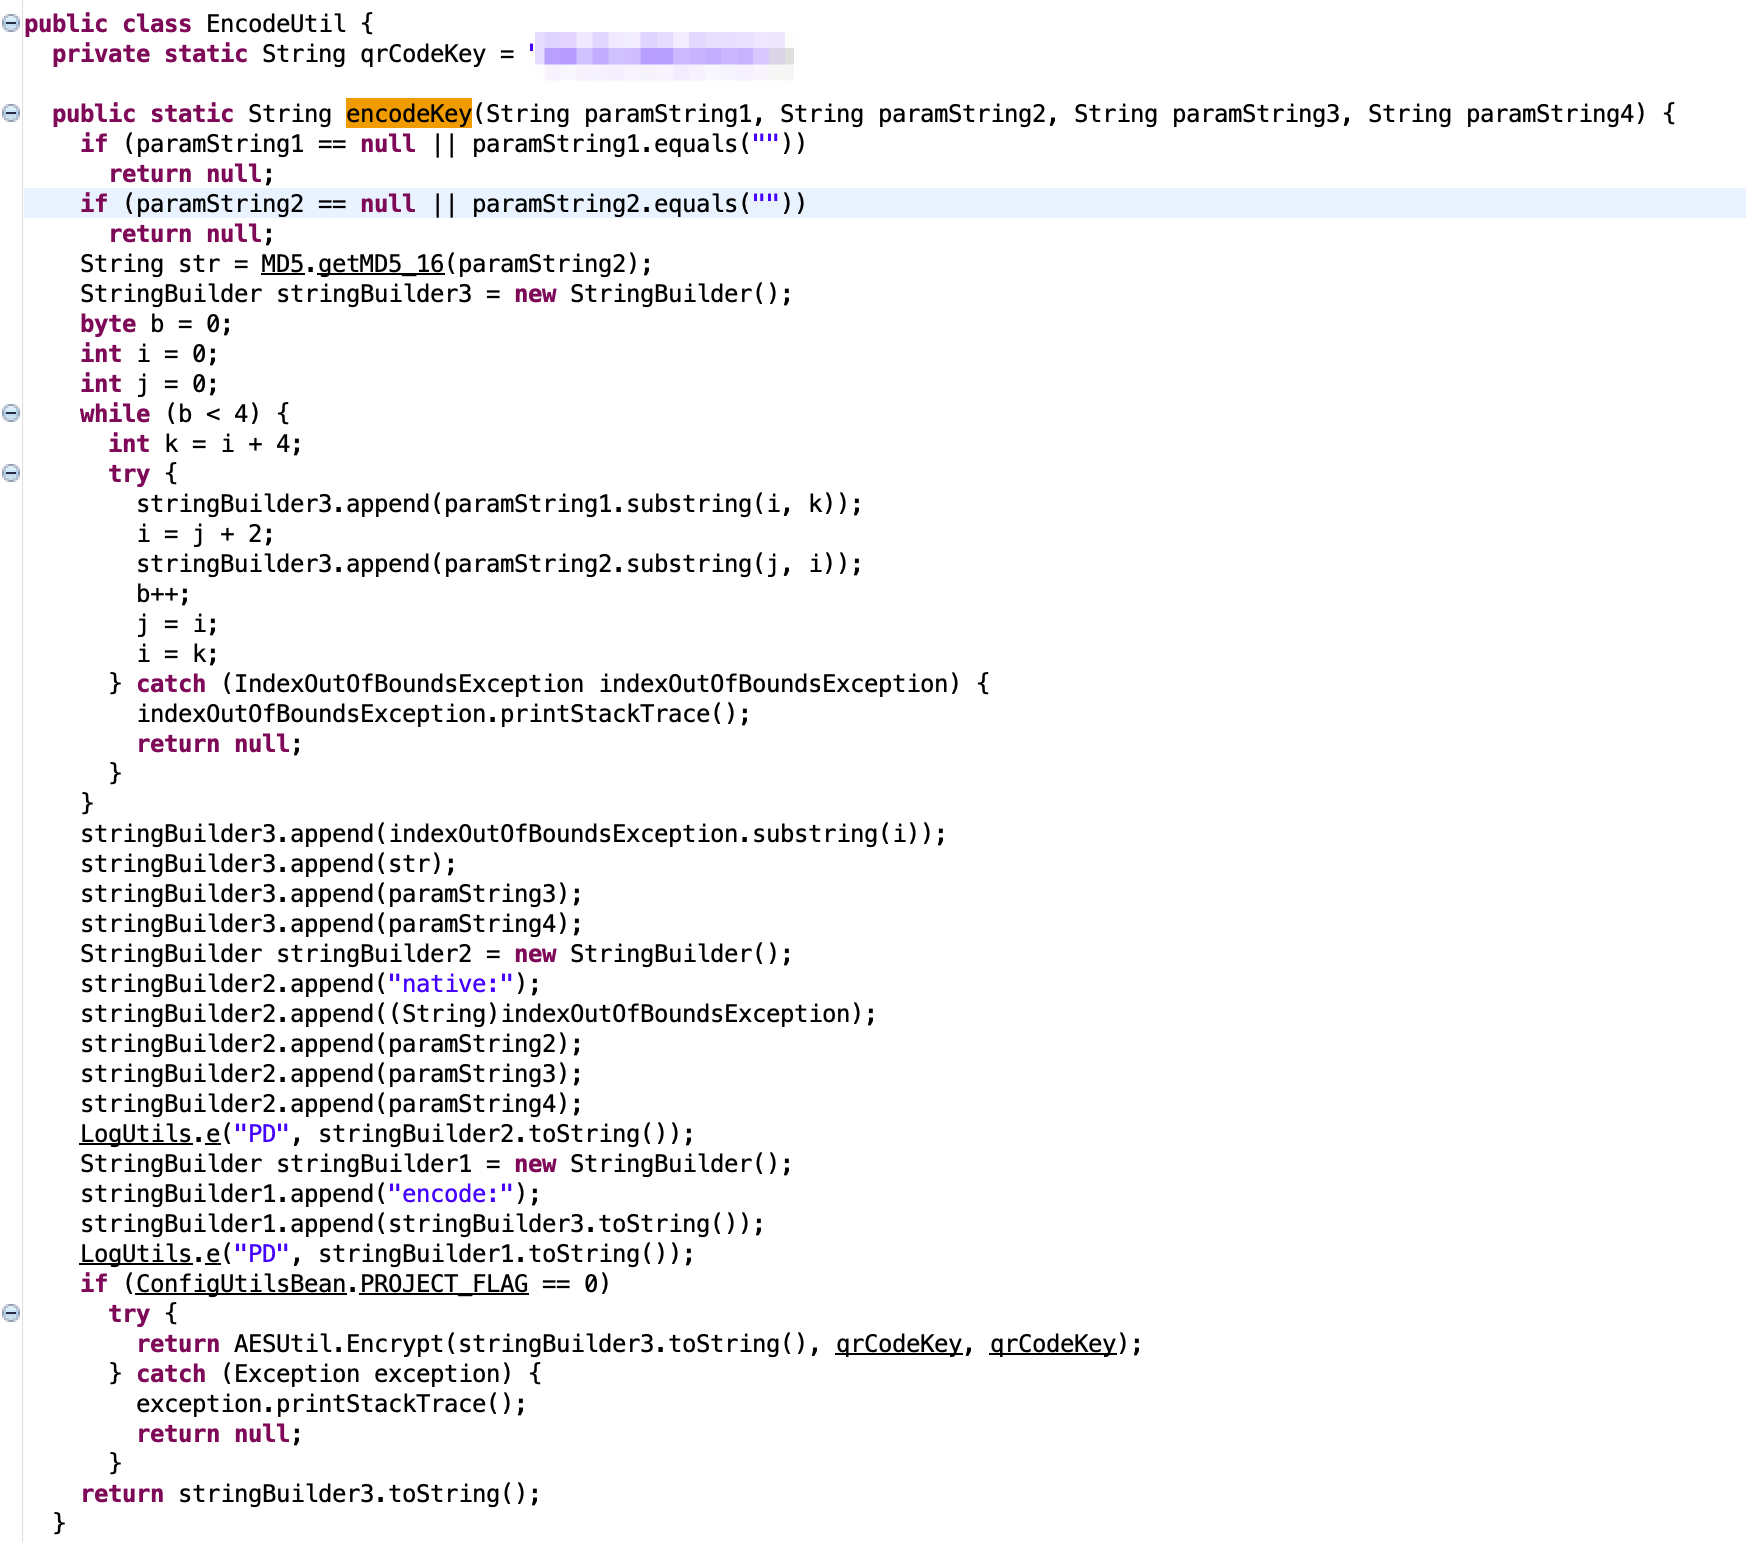 public class EncodeUtil {
private static String qrCodeKey = "
public static String encodeKey(String paramString1, String paramString2, String paramString3, String paramString4) {
if (paramString1 == null || paramString1.equals(""))
return null;
if (paramString2 == null || paramString2.equals(""))
return null;
String str = MD5.getMD5_16(paramString2);
StringBuilder stringBuilder3 = new StringBuilder();
byte b = 0;
int i = 0;
int j = 0;
while (b < 4) {
int k = i + 4;
try {
stringBuilder3.append(paramString1.substring(i, k));
i = j + 2;
stringBuilder3.append(paramString2.substring(j, i));
b++;
j = i;
i = k;
} catch (IndexOutOfBoundsException indexOutOfBoundsException) {
indexOutOfBoundsException.printStackTrace();
return null;
}
}
stringBuilder3.append(indexOutOfBoundsException.substring(i));
stringBuilder3.append(str);
stringBuilder3.append(paramString3);
stringBuilder3.append(paramString4);
StringBuilder stringBuilder2 = new StringBuilder();
stringBuilder2.append("native:");
stringBuilder2.append((String)indexOutOfBoundsException);
stringBuilder2.append(paramString2);
stringBuilder2.append(paramString3);
stringBuilder2.append(paramString4);
LogUtils.e("PD", stringBuilder2.toString());
StringBuilder stringBuilder1 = new StringBuilder();
stringBuilder1.append("encode:");
stringBuilder1.append(stringBuilder3.toString());
LogUtils.e("PD", stringBuilder1.toString());
if (ConfigUtilsBean.PROJECT_FLAG == 0)
try {
return AESUtil.Encrypt(stringBuilder3.toString(), qrCodeKey, qrCodeKey);
} catch (Exception exception) {
exception.printStackTrace();
return null;
}
return stringBuilder3.toString();
}